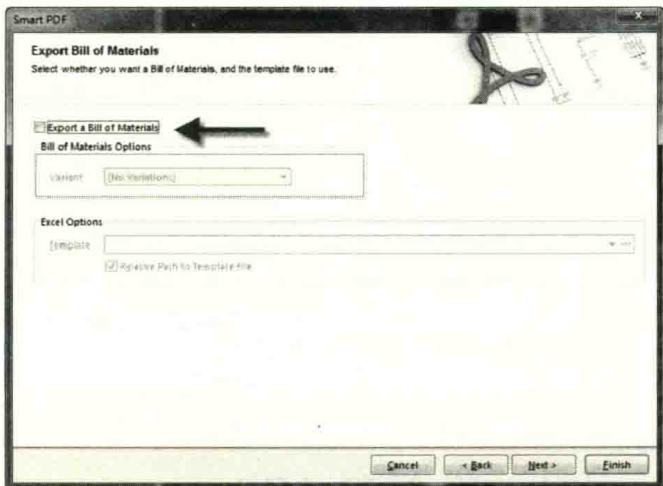 Smart PDF
Export Bill of Materials
Select whether you want a Bill of Materials, and the template file to use.
Export a Bill of Materials
Bill of Materials Options
Variant [No Variations]
Excel Options
Template
Relative Path to Template File
Cancel < Back Next > Finish